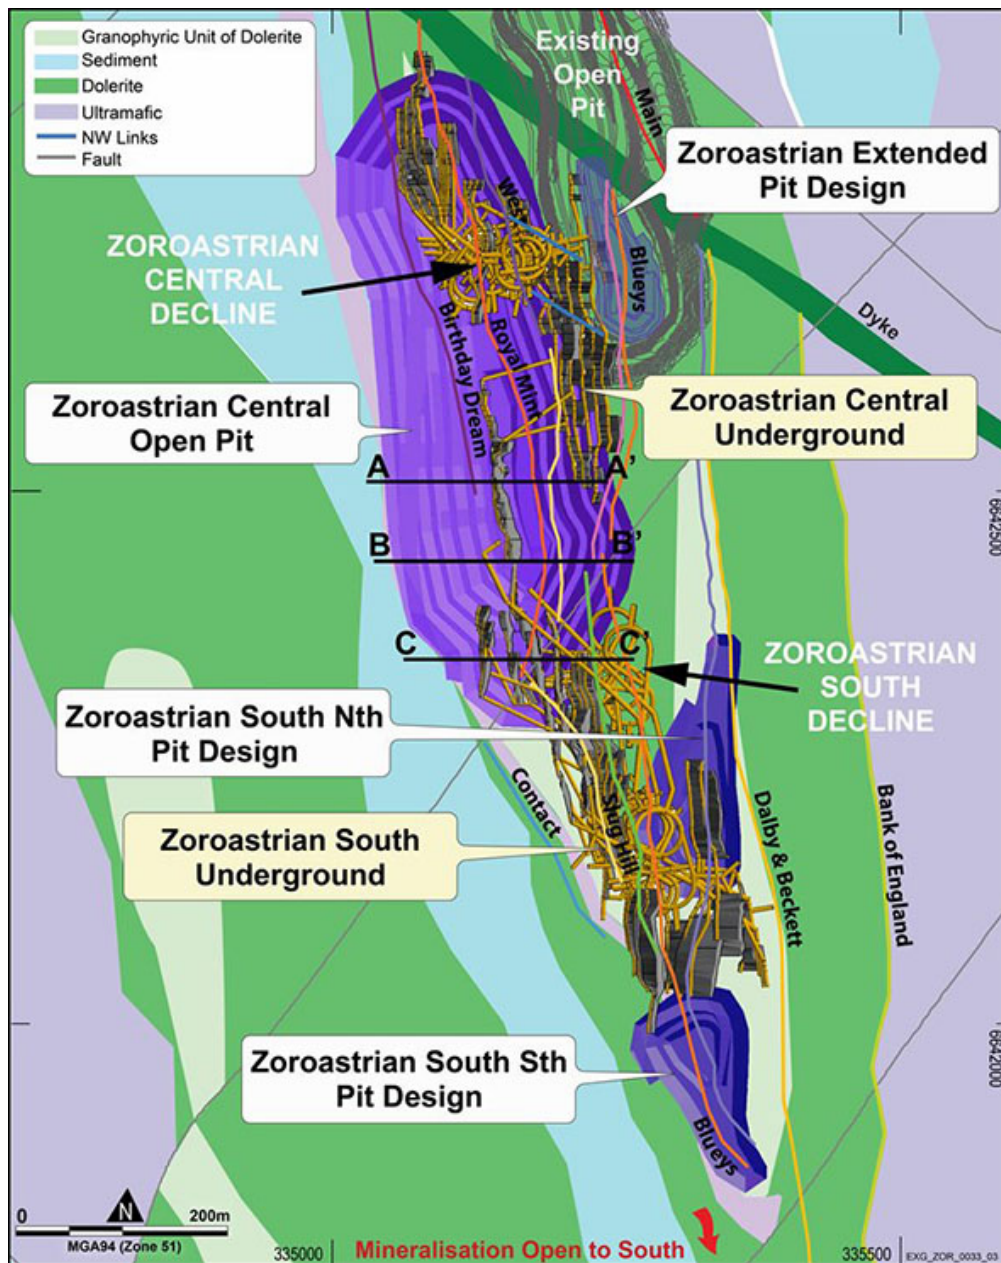 Granophyric Unit of Dolerite
Sediment
Dolerite
Ultramafic
NW Links
Fault
Existing
Open
Pit
Main
Zoroastrian Extended
Pit Design
West
ZOROASTRIAN
CENTRAL
DECLINE
Blueys
Dyke
Birthday Dream
Royal Mint
Zoroastrian Central
Open Pit
Zoroastrian Central
Underground
A
A'
6642500
B
B'
C
C'
ZOROASTRIAN
SOUTH
DECLINE
Zoroastrian South Nth
Pit Design
Contact
Slug Hill
Dalby & Beckett
Bank of England
Zoroastrian South
Underground
6642000
Zoroastrian South Sth
Pit Design
Blueys
N
0
200m
MGA94 (Zone 51)
335000
Mineralisation Open to South
335500
EXG_ZOR_0033_03